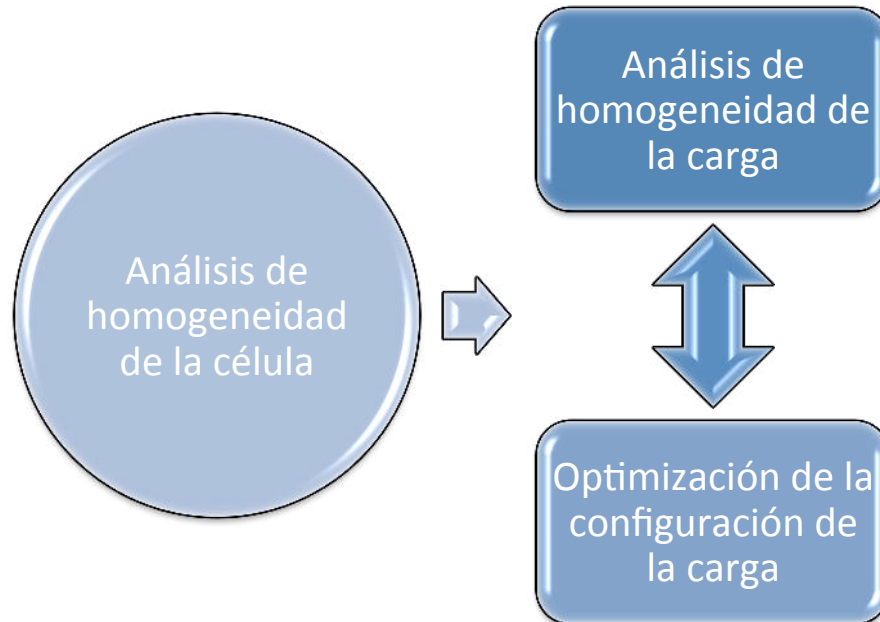 Análisis de
homogeneidad
de la célula
Análisis de
homogeneidad de
la carga
Optimización de la
configuración de
la carga